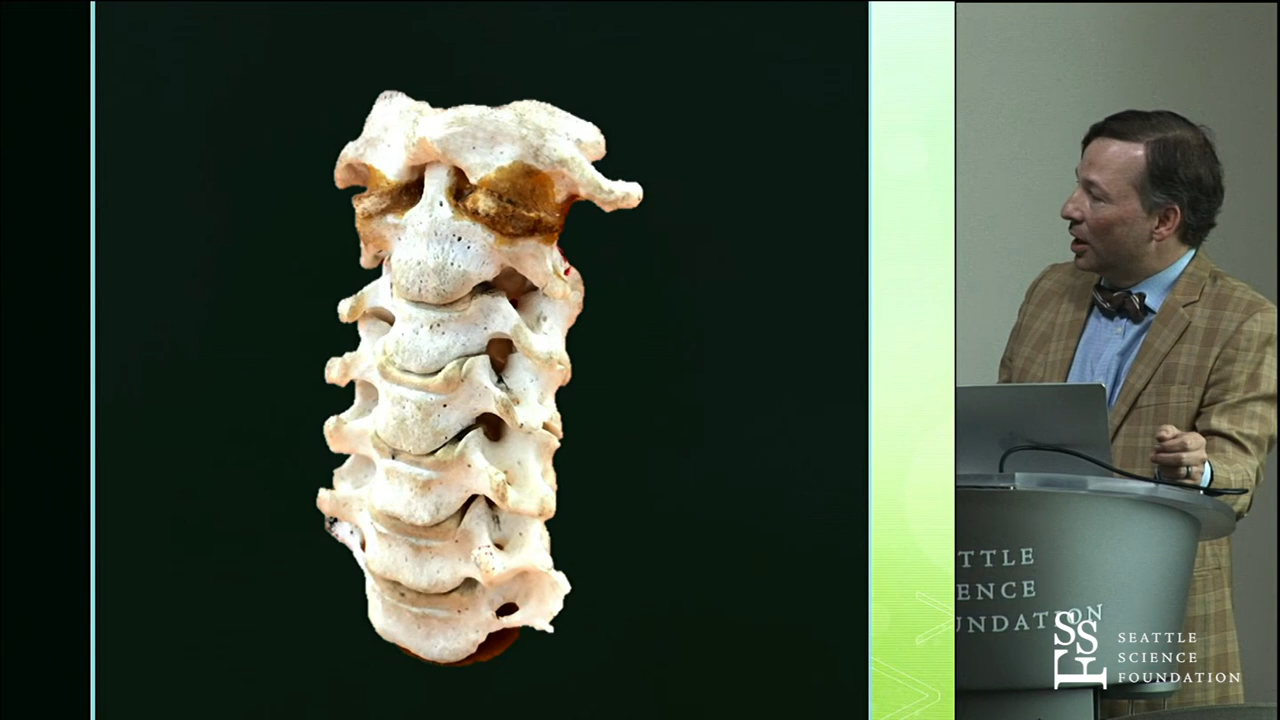 TTLE
ENCE
UNDATION
SSF
SEATTLE
SCIENCE
FOUNDATION